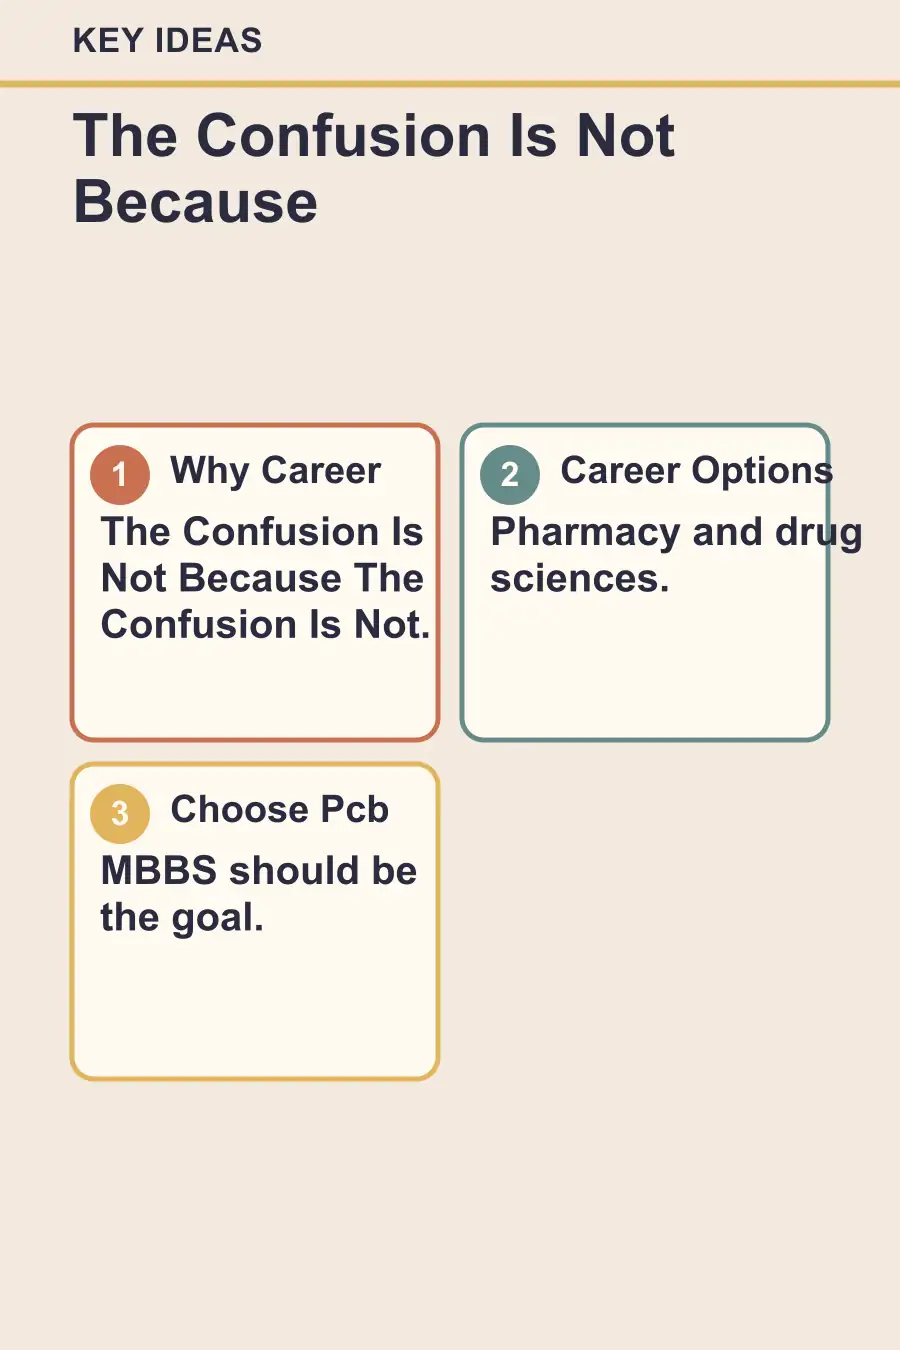 KEY IDEAS
The Confusion Is Not
Because
1 Why Career
The Confusion Is
Not Because The
Confusion Is Not.
2 Career Options
Pharmacy and drug
sciences.
3 Choose Pcb
MBBS should be
the goal.